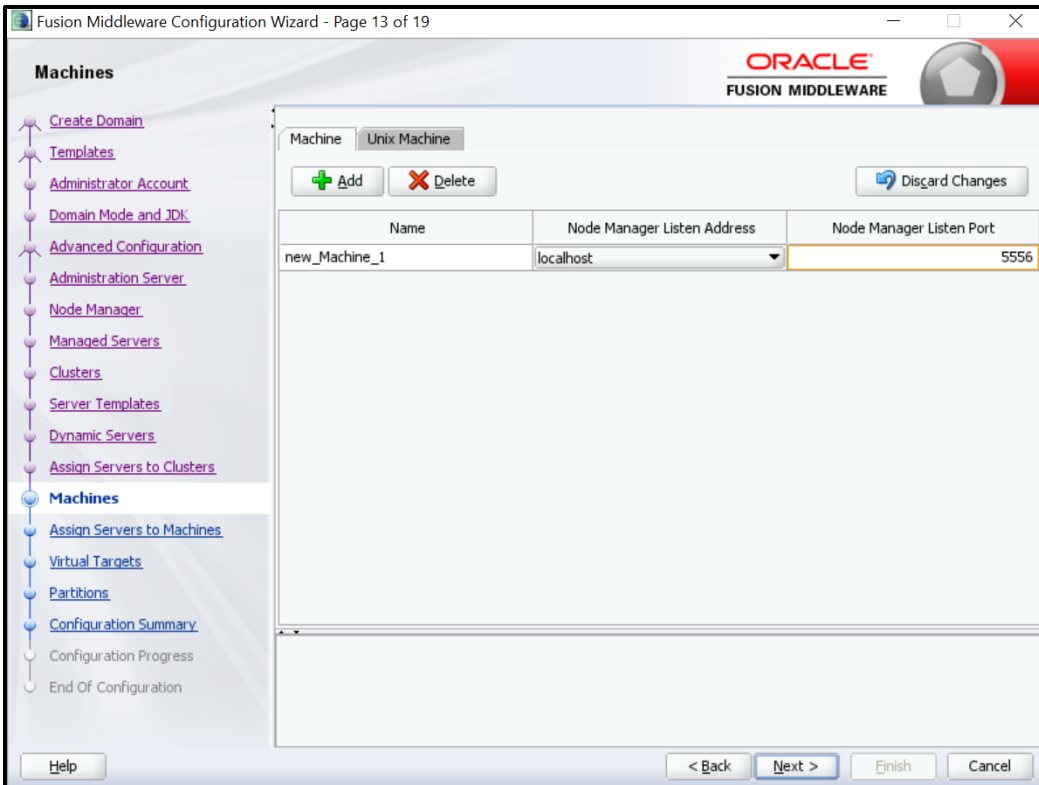 Fusion Middleware Configuration Wizard - Page 13 of 19
Machines
ORACLE
FUSION MIDDLEWARE
Create Domain
Templates
Administrator Account
Domain Mode and JDK
Advanced Configuration
Administration Server
Node Manager
Managed Servers
Clusters
Server Templates
Dynamic Servers
Assign Servers to Clusters
Machines
Assign Servers to Machines
Virtual Targets
Partitions
Configuration Summary
Configuration Progress
End Of Configuration
Machine Unix Machine
Add Delete Discard Changes
Name Node Manager Listen Address Node Manager Listen Port
new_Machine_1 localhost 5556
Help < Back Next > Finish Cancel